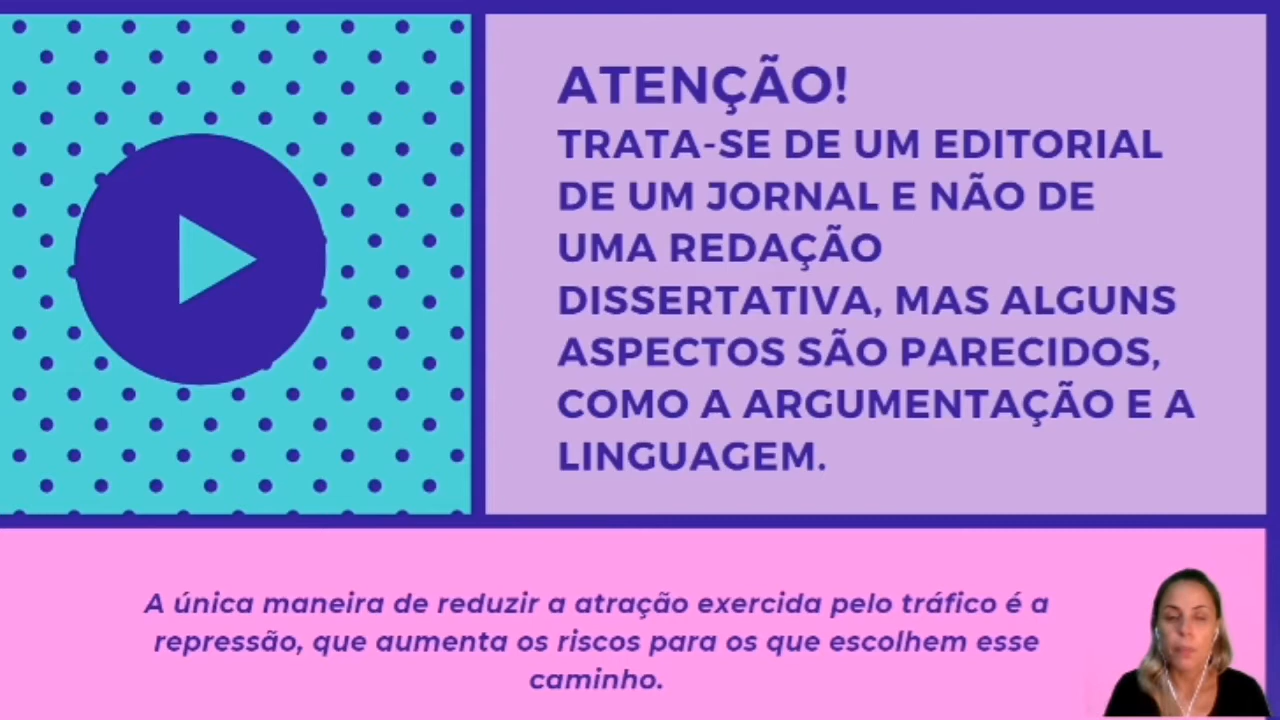 ATENÇÃO!
TRATA-SE DE UM EDITORIAL
DE UM JORNAL E NÃO DE
UMA REDAÇÃO
DISSERTATIVA, MAS ALGUNS
ASPECTOS SÃO PARECIDOS,
COMO A ARGUMENTAÇÃO E A
LINGUAGEM.
A única maneira de reduzir a atração exercida pelo tráfico é a
repressão, que aumenta os riscos para os que escolhem esse
caminho.